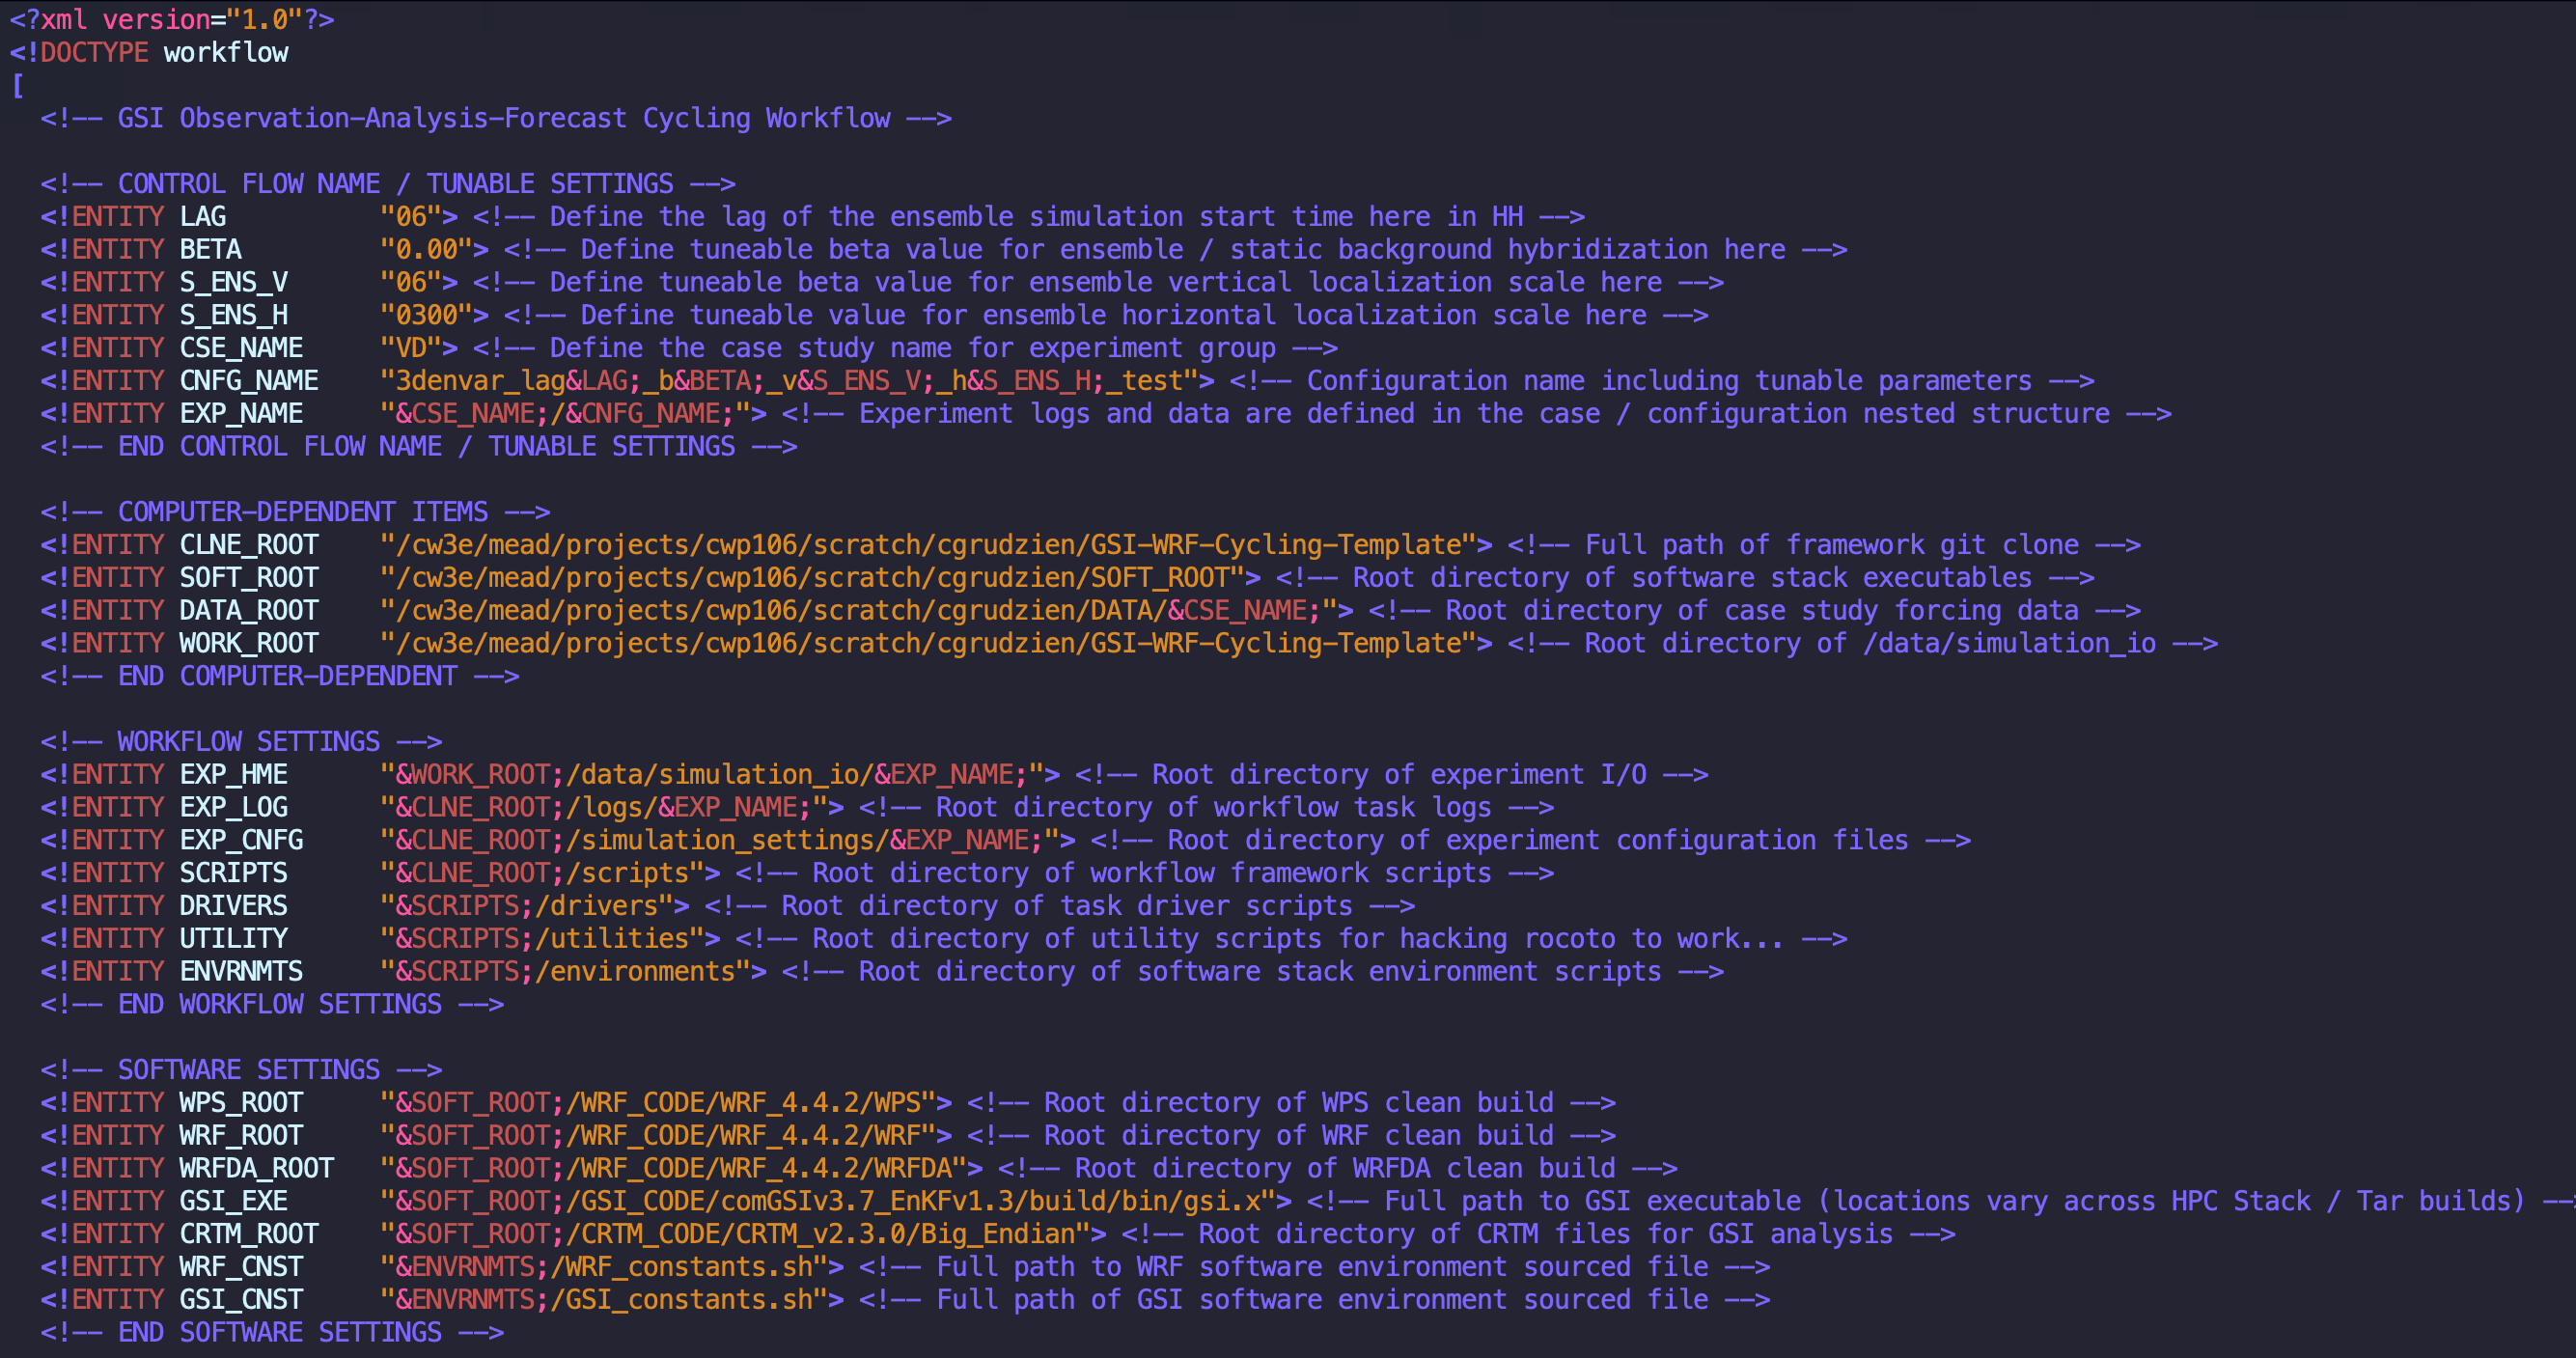 <?xml version="1.0"?>
<!DOCTYPE workflow
[
  <!-- GSI Observation-Analysis-Forecast Cycling Workflow -->

  <!-- CONTROL FLOW NAME / TUNABLE SETTINGS -->
  <!ENTITY LAG          "06"> <!-- Define the lag of the ensemble simulation start time here in HH -->
  <!ENTITY BETA         "0.00"> <!-- Define tuneable beta value for ensemble / static background hybridization here -->
  <!ENTITY S_ENS_V      "06"> <!-- Define tuneable beta value for ensemble vertical localization scale here -->
  <!ENTITY S_ENS_H      "0300"> <!-- Define tuneable value for ensemble horizontal localization scale here -->
  <!ENTITY CSE_NAME     "VD"> <!-- Define the case study name for experiment group -->
  <!ENTITY CNFG_NAME    "3denvar_lag&LAG;_b&BETA;_v&S_ENS_V;_h&S_ENS_H;_test"> <!-- Configuration name including tunable parameters -->
  <!ENTITY EXP_NAME     "&CSE_NAME;/&CNFG_NAME;"> <!-- Experiment logs and data are defined in the case / configuration nested structure -->
  <!-- END CONTROL FLOW NAME / TUNABLE SETTINGS -->

  <!-- COMPUTER-DEPENDENT ITEMS -->
  <!ENTITY CLNE_ROOT    "/cw3e/mead/projects/cwp106/scratch/cgrudzien/GSI-WRF-Cycling-Template"> <!-- Full path of framework git clone -->
  <!ENTITY SOFT_ROOT    "/cw3e/mead/projects/cwp106/scratch/cgrudzien/SOFT_ROOT"> <!-- Root directory of software stack executables -->
  <!ENTITY DATA_ROOT    "/cw3e/mead/projects/cwp106/scratch/cgrudzien/DATA/&CSE_NAME;"> <!-- Root directory of case study forcing data -->
  <!ENTITY WORK_ROOT    "/cw3e/mead/projects/cwp106/scratch/cgrudzien/GSI-WRF-Cycling-Template"> <!-- Root directory of /data/simulation_io -->
  <!-- END COMPUTER-DEPENDENT -->

  <!-- WORKFLOW SETTINGS -->
  <!ENTITY EXP_HME      "&WORK_ROOT;/data/simulation_io/&EXP_NAME;"> <!-- Root directory of experiment I/O -->
  <!ENTITY EXP_LOG      "&CLNE_ROOT;/logs/&EXP_NAME;"> <!-- Root directory of workflow task logs -->
  <!ENTITY EXP_CNFG     "&CLNE_ROOT;/simulation_settings/&EXP_NAME;"> <!-- Root directory of experiment configuration files -->
  <!ENTITY SCRIPTS      "&CLNE_ROOT;/scripts"> <!-- Root directory of workflow framework scripts -->
  <!ENTITY DRIVERS      "&SCRIPTS;/drivers"> <!-- Root directory of task driver scripts -->
  <!ENTITY UTILITY      "&SCRIPTS;/utilities"> <!-- Root directory of utility scripts for hacking rocoto to work... -->
  <!ENTITY ENVRNMTS     "&SCRIPTS;/environments"> <!-- Root directory of software stack environment scripts -->
  <!-- END WORKFLOW SETTINGS -->

  <!-- SOFTWARE SETTINGS -->
  <!ENTITY WPS_ROOT     "&SOFT_ROOT;/WRF_CODE/WRF_4.4.2/WPS"> <!-- Root directory of WPS clean build -->
  <!ENTITY WRF_ROOT     "&SOFT_ROOT;/WRF_CODE/WRF_4.4.2/WRF"> <!-- Root directory of WRF clean build -->
  <!ENTITY WRFDA_ROOT   "&SOFT_ROOT;/WRF_CODE/WRF_4.4.2/WRFDA"> <!-- Root directory of WRFDA clean build -->
  <!ENTITY GSI_EXE      "&SOFT_ROOT;/GSI_CODE/comGSIv3.7_EnKFv1.3/build/bin/gsi.x"> <!-- Full path to GSI executable (locations vary across HPC Stack / Tar builds) --
  <!ENTITY CRTM_ROOT    "&SOFT_ROOT;/CRTM_CODE/CRTM_v2.3.0/Big_Endian"> <!-- Root directory of CRTM files for GSI analysis -->
  <!ENTITY WRF_CNST     "&ENVRNMTS;/WRF_constants.sh"> <!-- Full path to WRF software environment sourced file -->
  <!ENTITY GSI_CNST     "&ENVRNMTS;/GSI_constants.sh"> <!-- Full path of GSI software environment sourced file -->
  <!-- END SOFTWARE SETTINGS -->